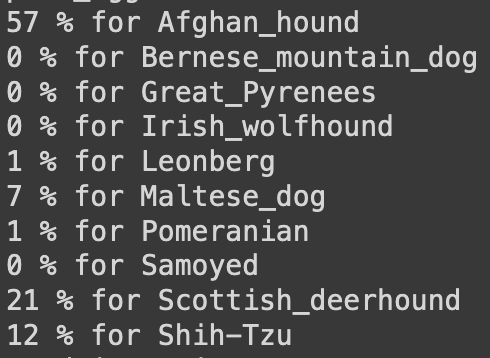 57 % for Afghan_hound
0 % for Bernese_mountain_dog
0 % for Great_Pyrenees
0 % for Irish_wolfhound
1 % for Leonberg
7 % for Maltese_dog
1 % for Pomeranian
0 % for Samoyed
21 % for Scottish_deerhound
12 % for Shih-Tzu